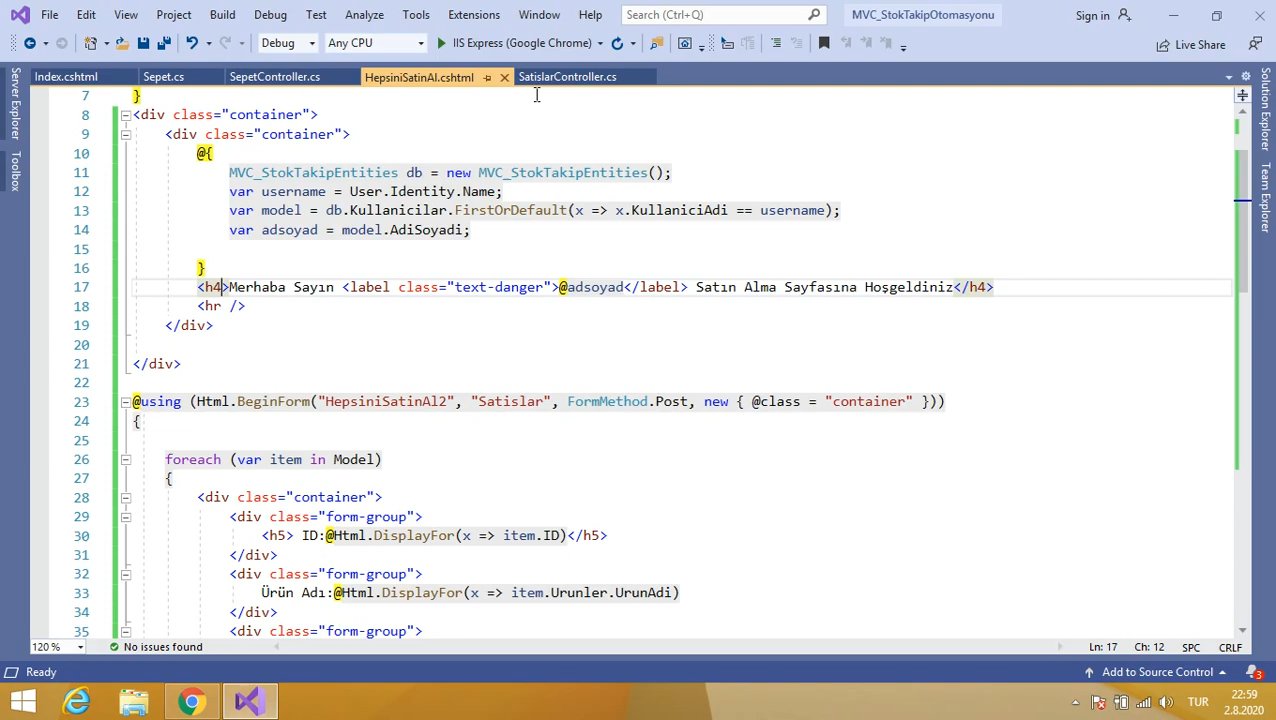 File Edit View Project Build Debug Test Analyze Tools Extensions Window Help Search (Ctrl+Q) MVC_StokTakipOtomasyonu Sign in
Debug Any CPU IIS Express (Google Chrome) Live Share
Index.cshtml Sepet.cs SepetController.cs HepsiniSatinAl.cshtml SatislarController.cs
Server Explorer
Toolbox
Solution Explorer
Team Explorer
7 }
8 <div class="container">
9 <div class="container">
10 @{
11 MVC_StokTakipEntities db = new MVC_StokTakipEntities();
12 var username = User.Identity.Name;
13 var model = db.Kullanicilar.FirstOrDefault(x => x.KullaniciAdi == username);
14 var adsoyad = model.AdiSoyadi;
15
16 }
17 <h4>Merhaba Sayın <label class="text-danger">@adsoyad</label> Satın Alma Sayfasına Hoşgeldiniz</h4>
18 <hr />
19 </div>
20
21 </div>
22
23 @using (Html.BeginForm("HepsiniSatinAl2", "Satislar", FormMethod.Post, new { @class = "container" }))
24 {
25
26 foreach (var item in Model)
27 {
28 <div class="container">
29 <div class="form-group">
30 <h5> ID:@Html.DisplayFor(x => item.ID)</h5>
31 </div>
32 <div class="form-group">
33 Ürün Adı:@Html.DisplayFor(x => item.Urunler.UrunAdi)
34 </div>
35 <div class="form-group">
120 % No issues found Ln: 17 Ch: 12 SPC CRLF
Ready Add to Source Control 3
TUR 22:59
2.8.2020